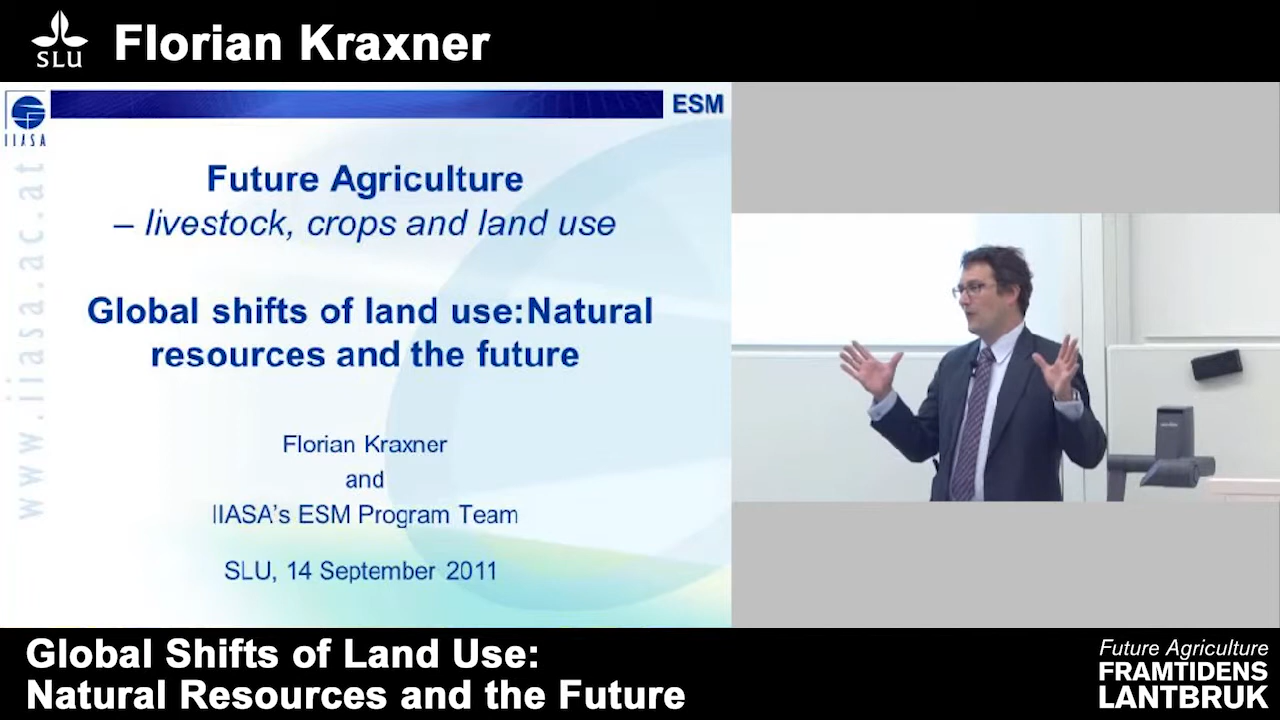 SLU
Florian Kraxner
IIASA
ESM
www.iiasa.ac.at
Future Agriculture
– livestock, crops and land use
Global shifts of land use:Natural
resources and the future
Florian Kraxner
and
IIASA's ESM Program Team
SLU, 14 September 2011
Global Shifts of Land Use:
Natural Resources and the Future
Future Agriculture
FRAMTIDENS
LANTBRUK